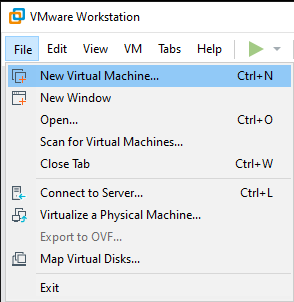 VMware Workstation
File Edit View VM Tabs Help
New Virtual Machine... Ctrl+N
New Window
Open... Ctrl+O
Scan for Virtual Machines...
Close Tab Ctrl+W
Connect to Server... Ctrl+L
Virtualize a Physical Machine...
Export to OVF...
Map Virtual Disks...
Exit